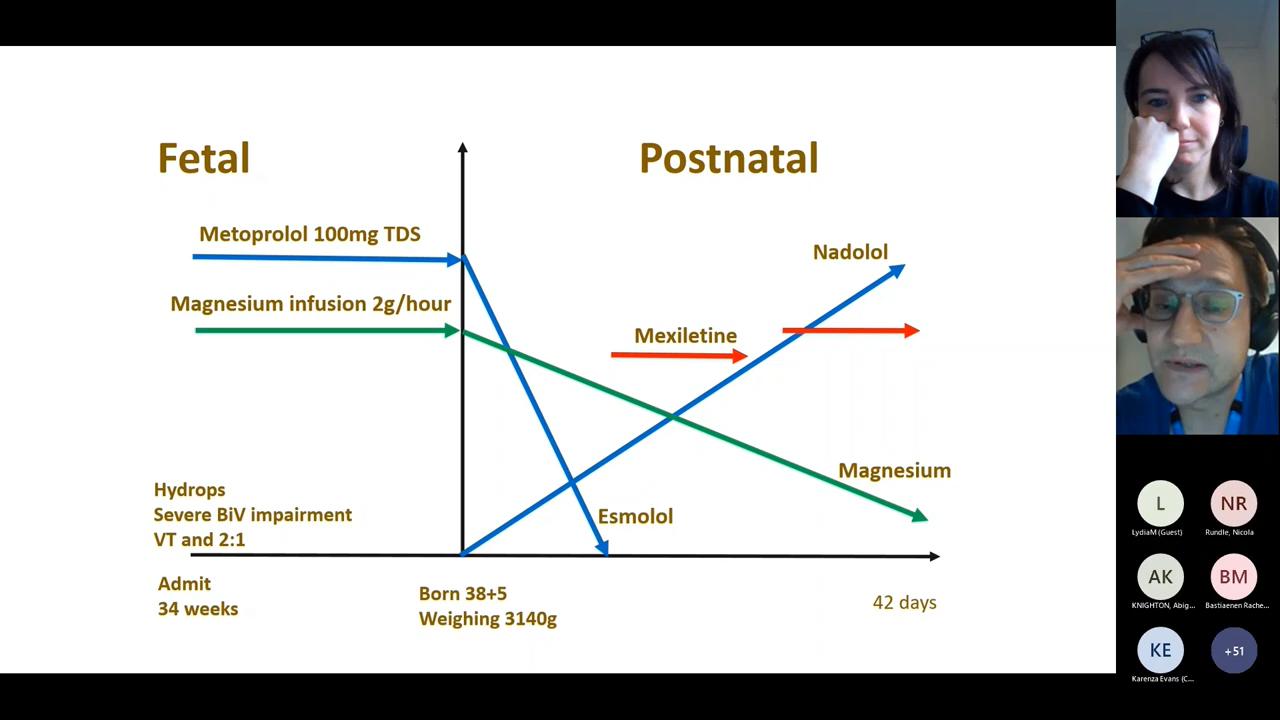 Fetal
Postnatal
Metoprolol 100mg TDS
Magnesium infusion 2g/hour
Nadolol
Mexiletine
Magnesium
Esmolol
Hydrops
Severe BiV impairment
VT and 2:1
Admit
34 weeks
Born 38+5
Weighing 3140g
42 days
L
NR
LydiaM (Guest)
Rundle, Nicola
AK
BM
KNIGHTON, Abig...
Bastiaenen Rache...
KE
+51
Karenza Evans (C...